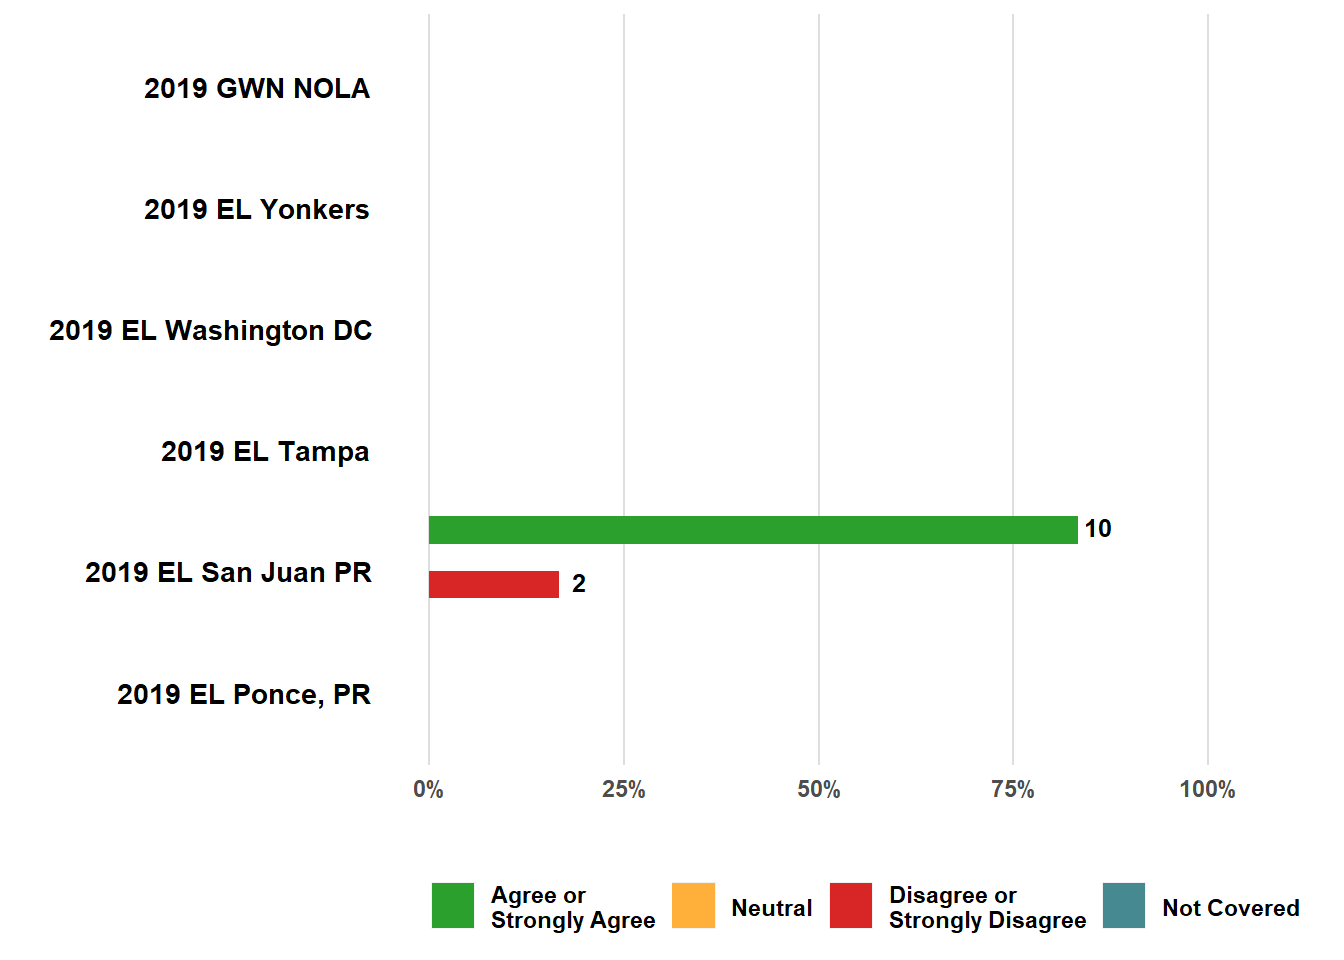 2019 GWN NOLA
2019 EL Yonkers
2019 EL Washington DC
2019 EL Tampa
10
2019 EL San Juan PR
2
2019 EL Ponce, PR
0% 25% 50% 75% 100%
Agree or
Strongly Agree
Neutral
Disagree or
Strongly Disagree
Not Covered